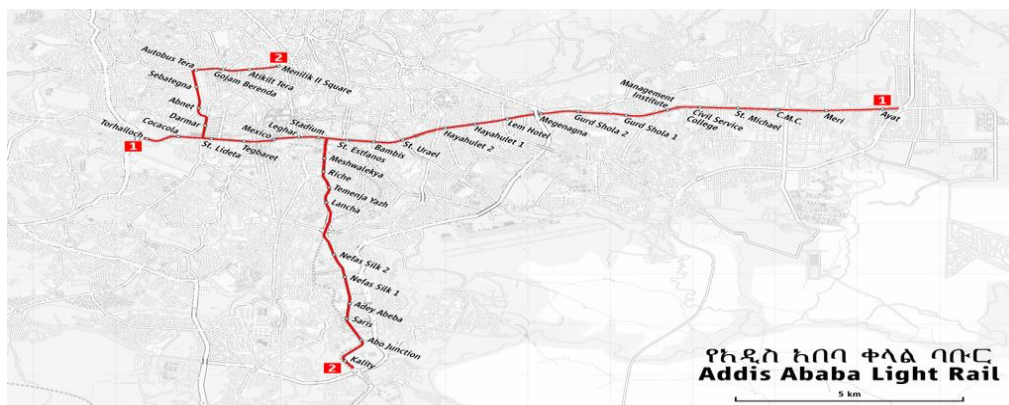 2
Autobus Tera
Menilik II Square
Atikilt Tera
Gojam Berenda
Sebategna
Abnet
Darmar
Cocacola
Torhailoch
1
St. Lideta
Tegbaret
Mexico
Leghar
Stadium
St. Estifanos
Bambis
St. Urael
Hayahulet 2
Hayahulet 1
Lem Hotel
Megenagna
Gurd Shola 2
Gurd Shola 1
Management
Institute
Civil Service
College
St. Michael
C.M.C.
Meri
1
Ayat
Meshwalekya
Riche
Temenja Yazh
Lancha
Nefas Silk 2
Nefas Silk 1
Adey Abeba
Saris
Abo Junction
Kality
2
የአዲስ አበባ ቀላል ባቡር
Addis Ababa Light Rail
5 km